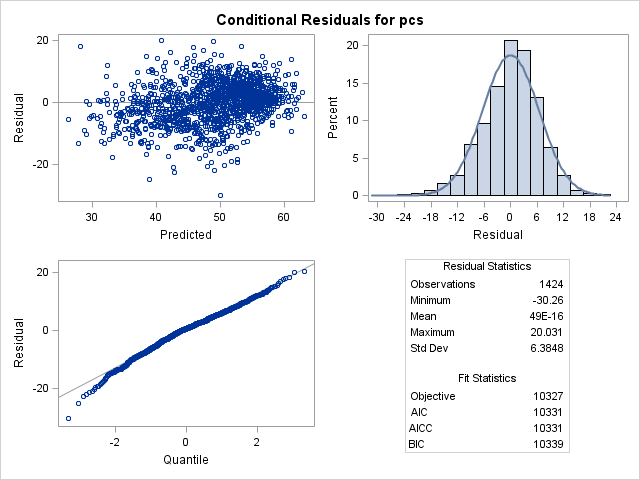 Conditional Residuals for pcs
20
0
-20
Residual
30 40 50 60
Predicted
20
15
10
5
0
Percent
-30 -24 -18 -12 -6 0 6 12 18 24
Residual
20
0
-20
Residual
-2 0 2
Quantile
Residual Statistics
Observations 1424
Minimum -30.26
Mean 49E-16
Maximum 20.031
Std Dev 6.3848
Fit Statistics
Objective 10327
AIC 10331
AICC 10331
BIC 10339